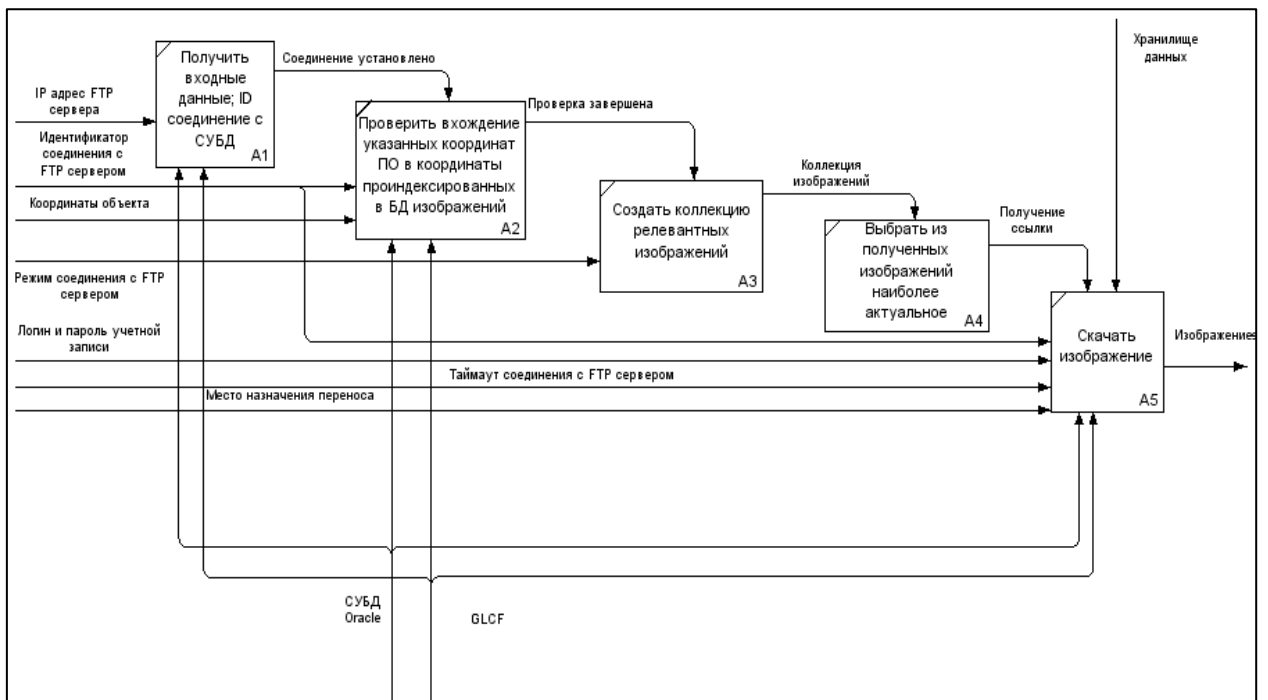 Хранилище
данных
Получить
входные
данные; ID
соединение с
СУБД
A1
Соединение установлено
IP адрес FTP
сервера
Идентификатор
соединения с
FTP сервером
Координаты объекта
Проверить вхождение
указанных координат
ПО в координаты
проиндексированных
в БД изображений
A2
Проверка завершена
Режим соединения с FTP
сервером
Создать коллекцию
релевантных
изображений
A3
Коллекция
изображений
Выбрать из
полученных
изображений
наиболее
актуальное
A4
Получение
ссылки
Логин и пароль учетной
записи
Таймаут соединения с FTP сервером
Место назначения переноса
Скачать
изображение
A5
Изображениев
СУБД
Oracle
GLCF